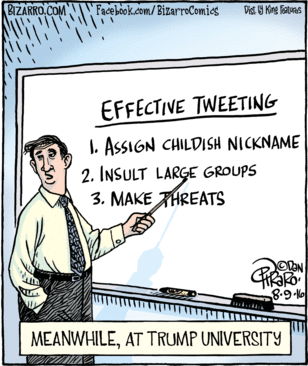 BIZARRO.COM Facebook.com/BizarroComics Dist. by King Features
EFFECTIVE TWEETING
1. ASSIGN CHILDISH NICKNAME
2. INSULT LARGE GROUPS
3. MAKE THREATS
©DAN
PIRARO
8-9-16
MEANWHILE, AT TRUMP UNIVERSITY